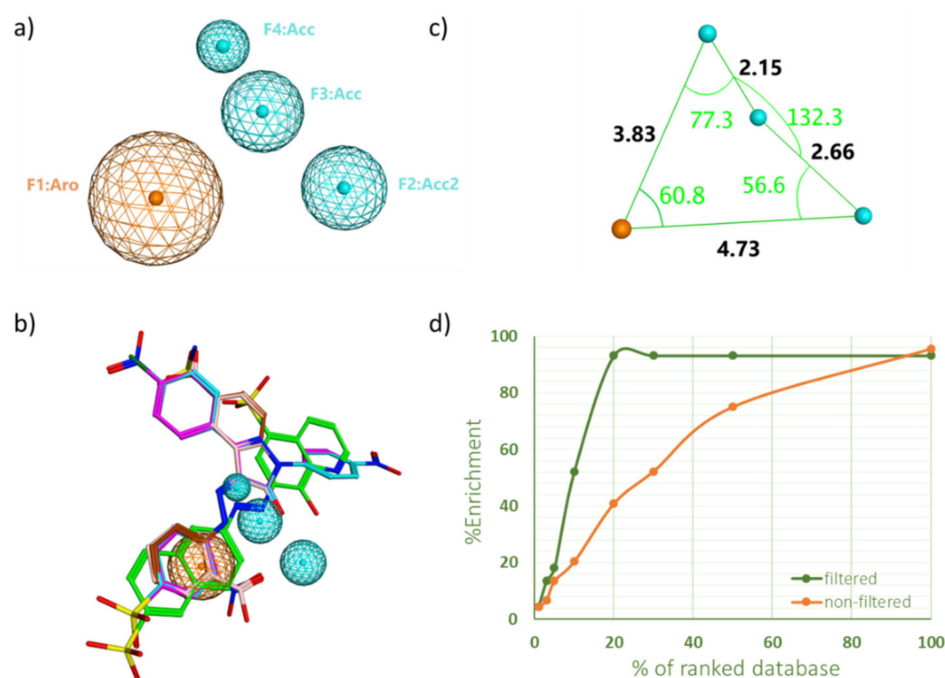 a)
F4:Acc
F3:Acc
F1:Aro
F2:Acc2
c)
2.15
77.3
132.3
3.83
2.66
60.8
56.6
4.73
b)
d)
100
80
60
40
20
0
%Enrichment
filtered
non-filtered
0
20
40
60
80
100
% of ranked database